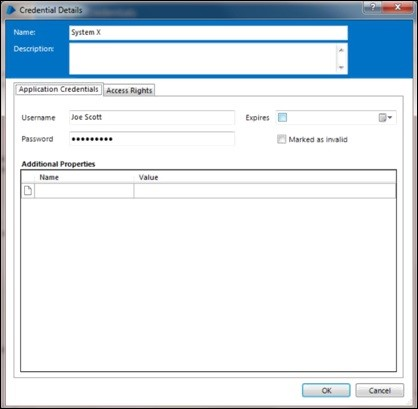 Credential Details
Name: System X
Description:
Application Credentials Access Rights
Username Joe Scott Expires
Password ●●●●●●●●● Marked as invalid
Additional Properties
Name Value
OK Cancel